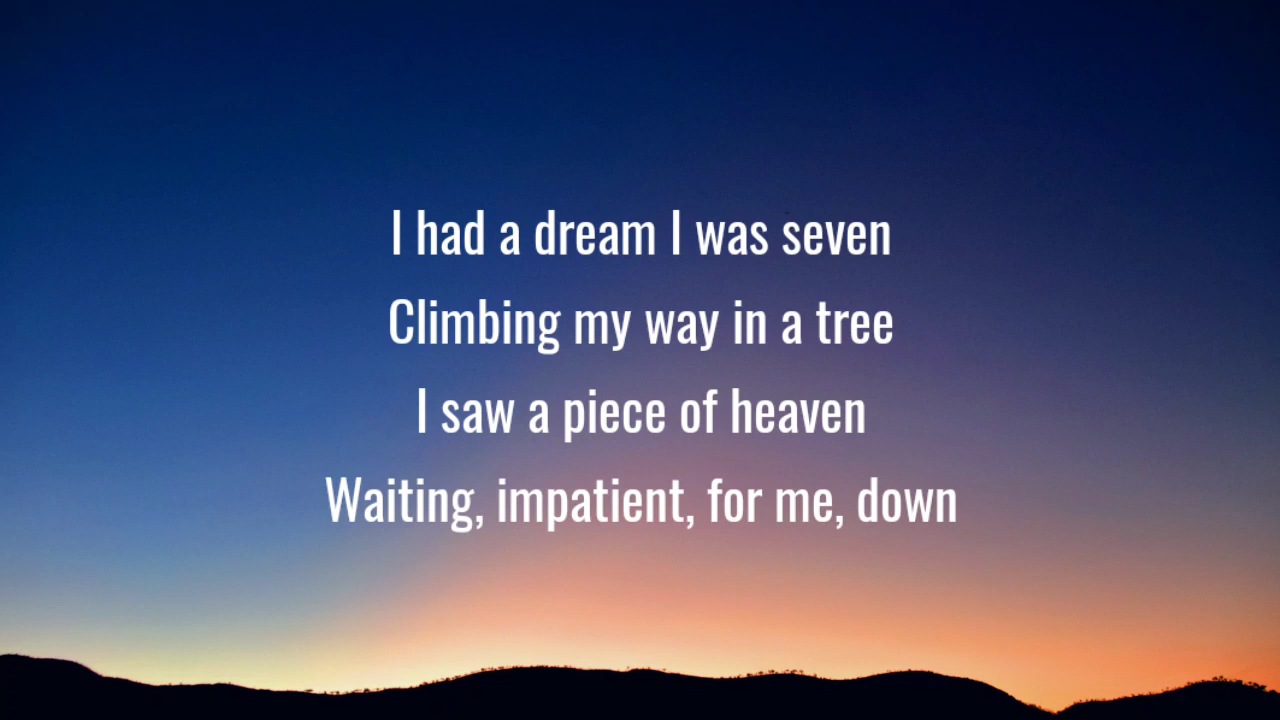 I had a dream I was seven
Climbing my way in a tree
I saw a piece of heaven
Waiting, impatient, for me, down